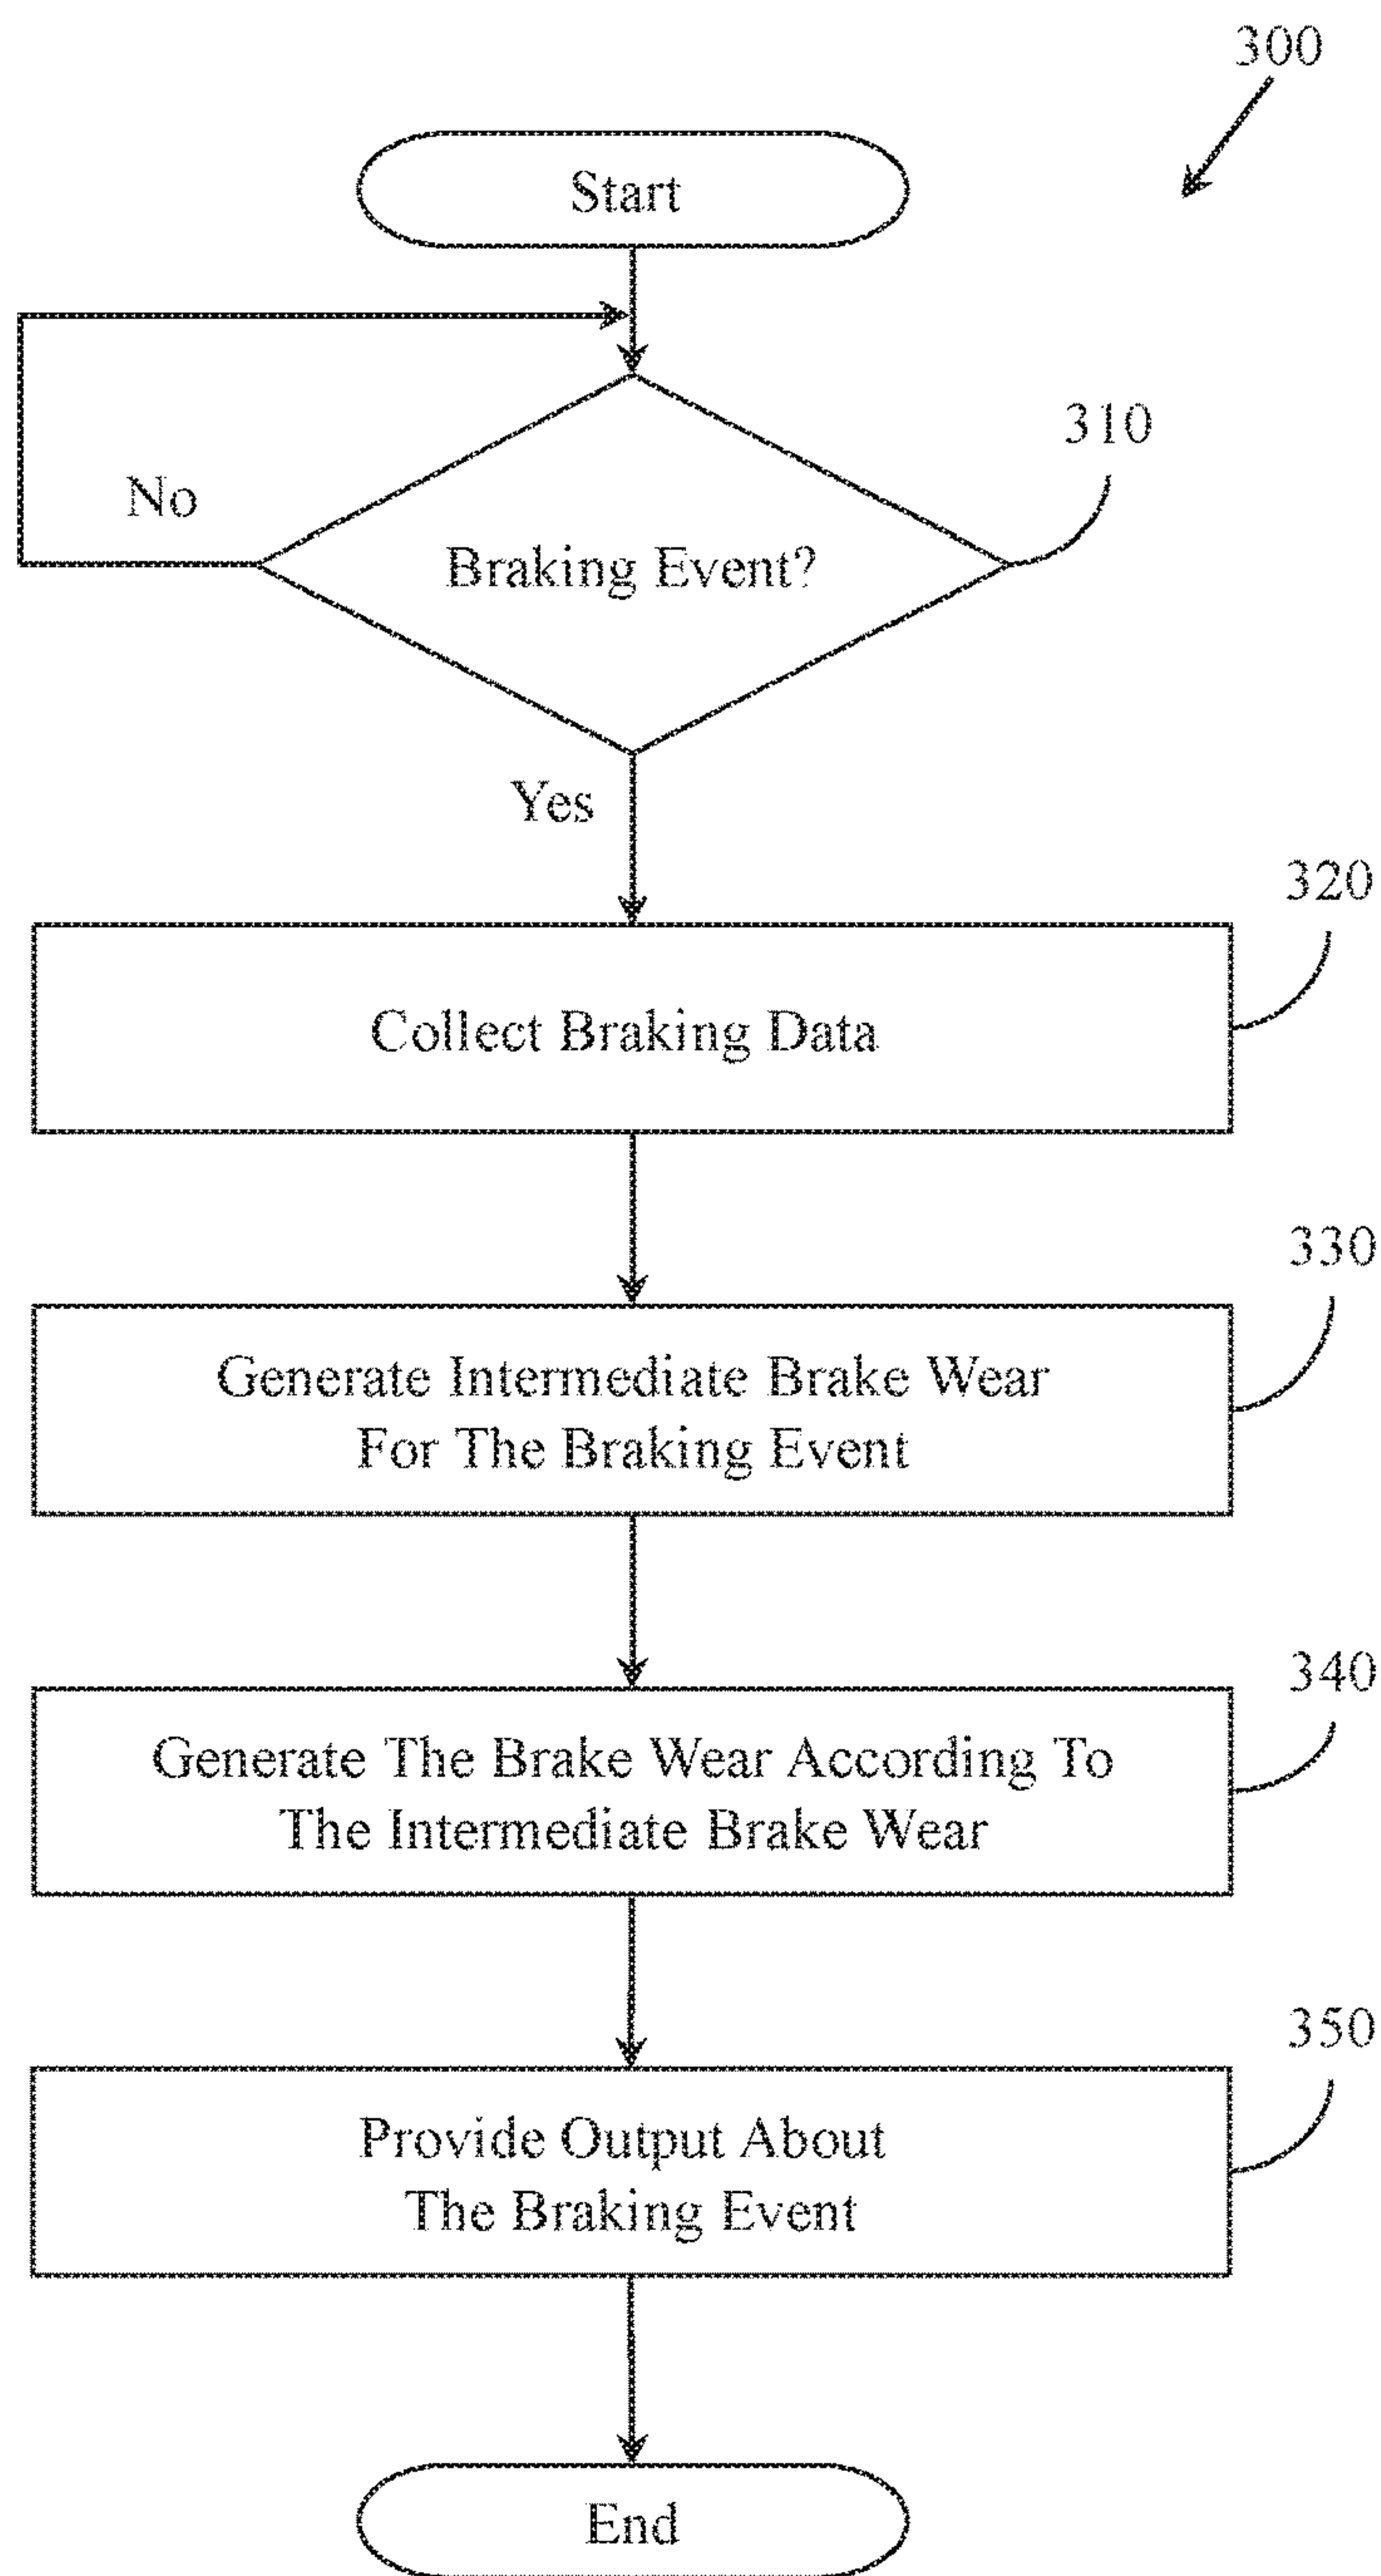 300
Start
310
No
Braking Event?
Yes
320
Collect Braking Data
330
Generate Intermediate Brake Wear
For The Braking Event
340
Generate The Brake Wear According To
The Intermediate Brake Wear
350
Provide Output About
The Braking Event
End